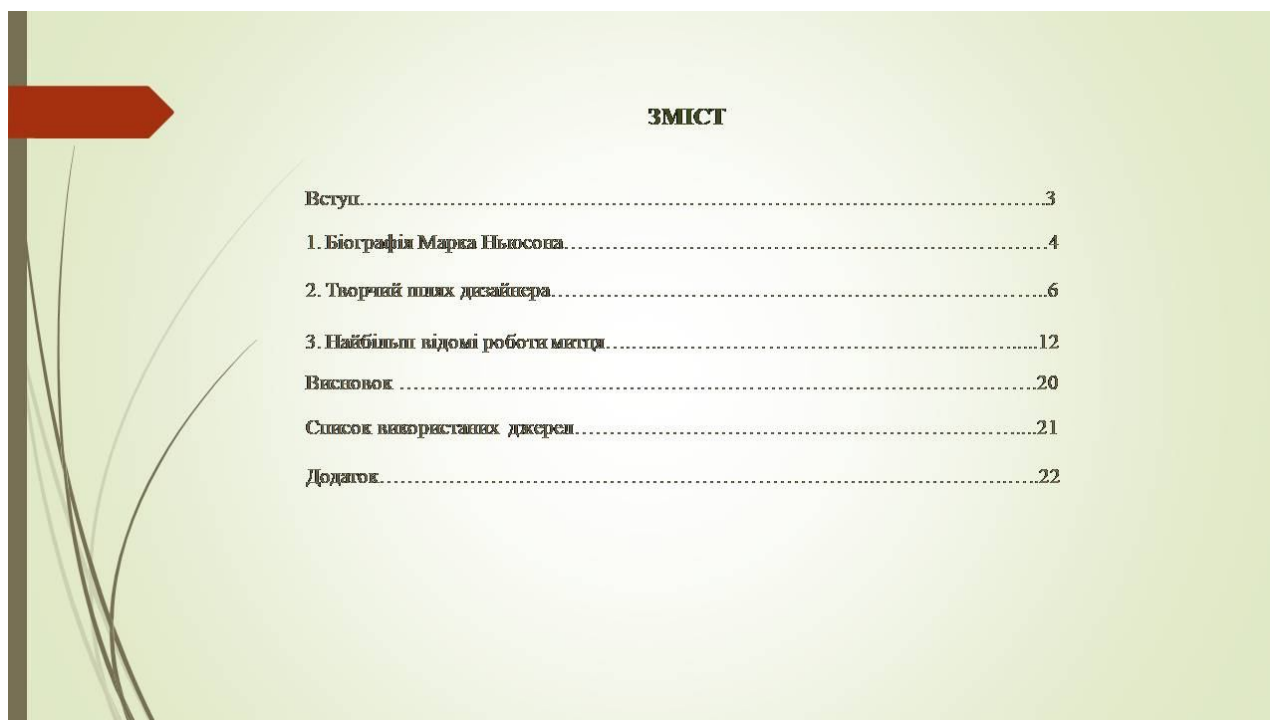 ЗМІСТ
Вступ……………………………………………………………………………………….3
1. Біографія Марка Ньюсона……………………………………………………………4
2. Творчий шлях дизайнера……………………………………………………………..6
3. Найбільш відомі роботи митця……………………………………………………...12
Висновок ………………………………………………………………………………….20
Список використаних джерел…………………………………………………………...21
Додаток…………………………………………………………………………………...22